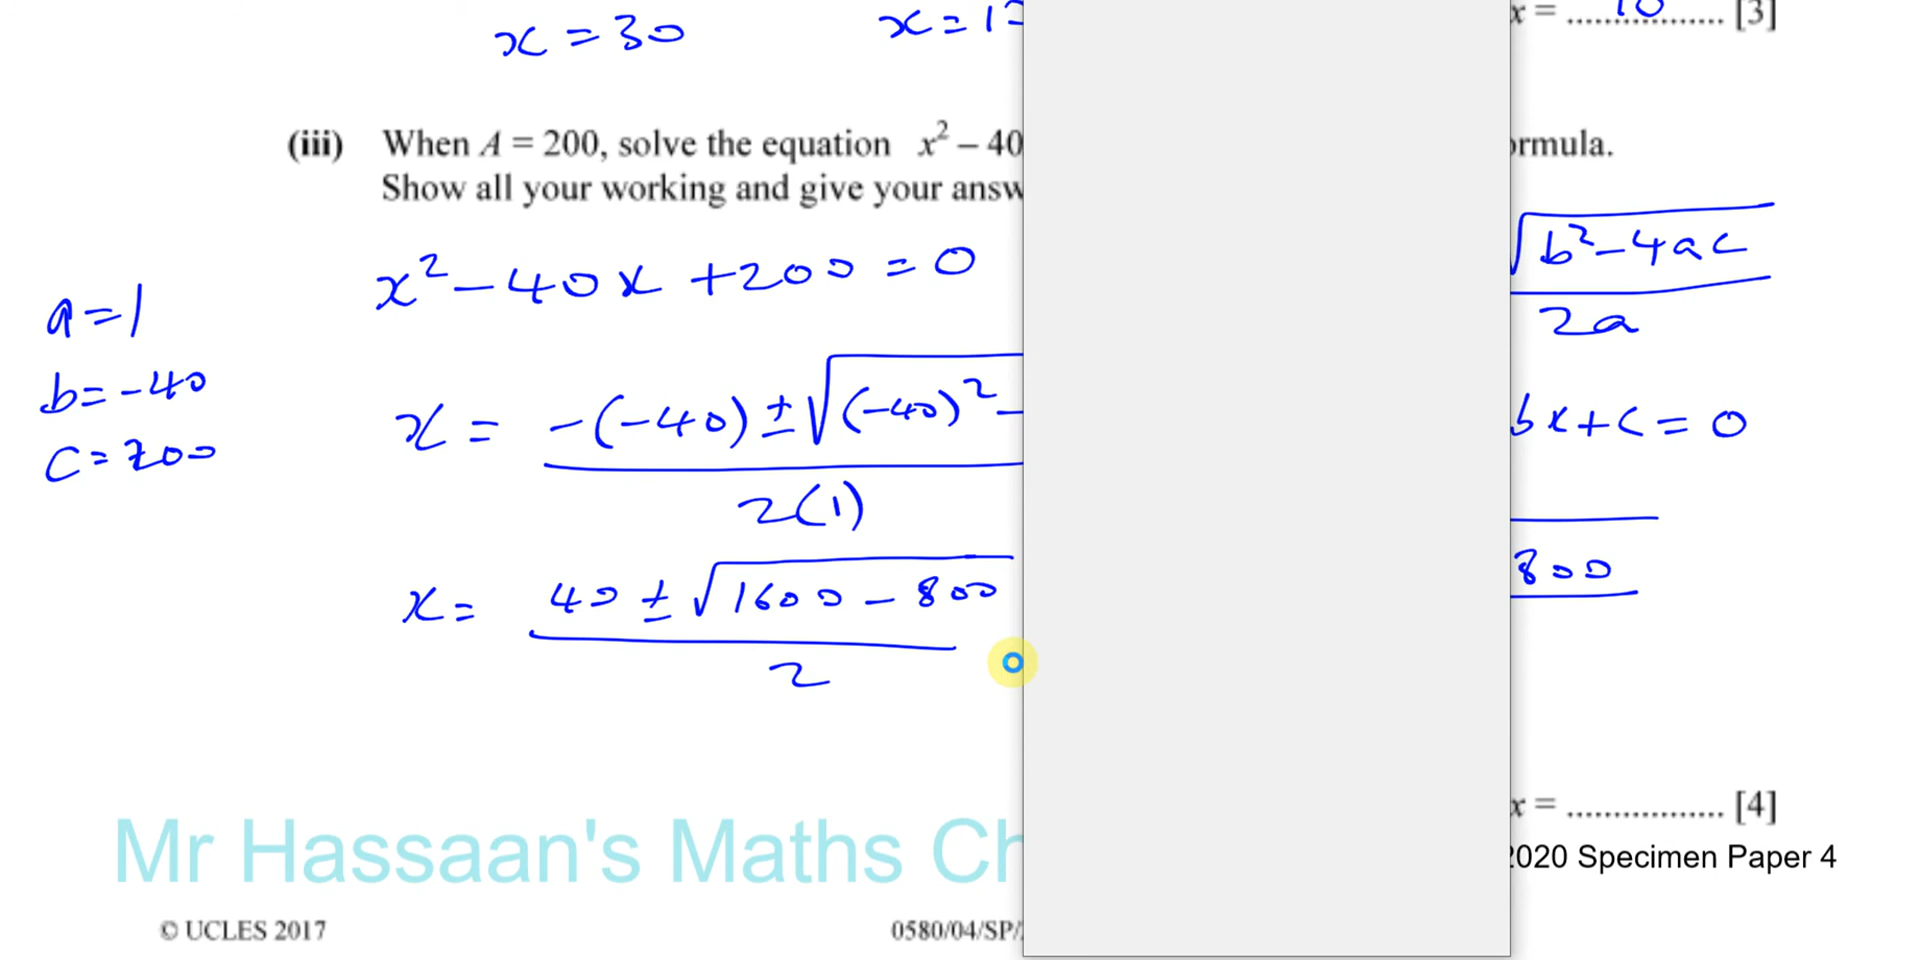 x = 30 x = 1
x = 10 [3]
(iii) When A = 200, solve the equation x² – 40
rmula.
Show all your working and give your answ
√b²-4ac
2a
x² - 40x + 200 = 0
a = 1
b = -40
c = 200
x = -(-40) ± √(-40)² -
2(1)
bx + c = 0
x = 40 ± √1600 - 800
2
800
x = .................. [4]
Mr Hassaan's Maths Ch
2020 Specimen Paper 4
© UCLES 2017
0580/04/SP/